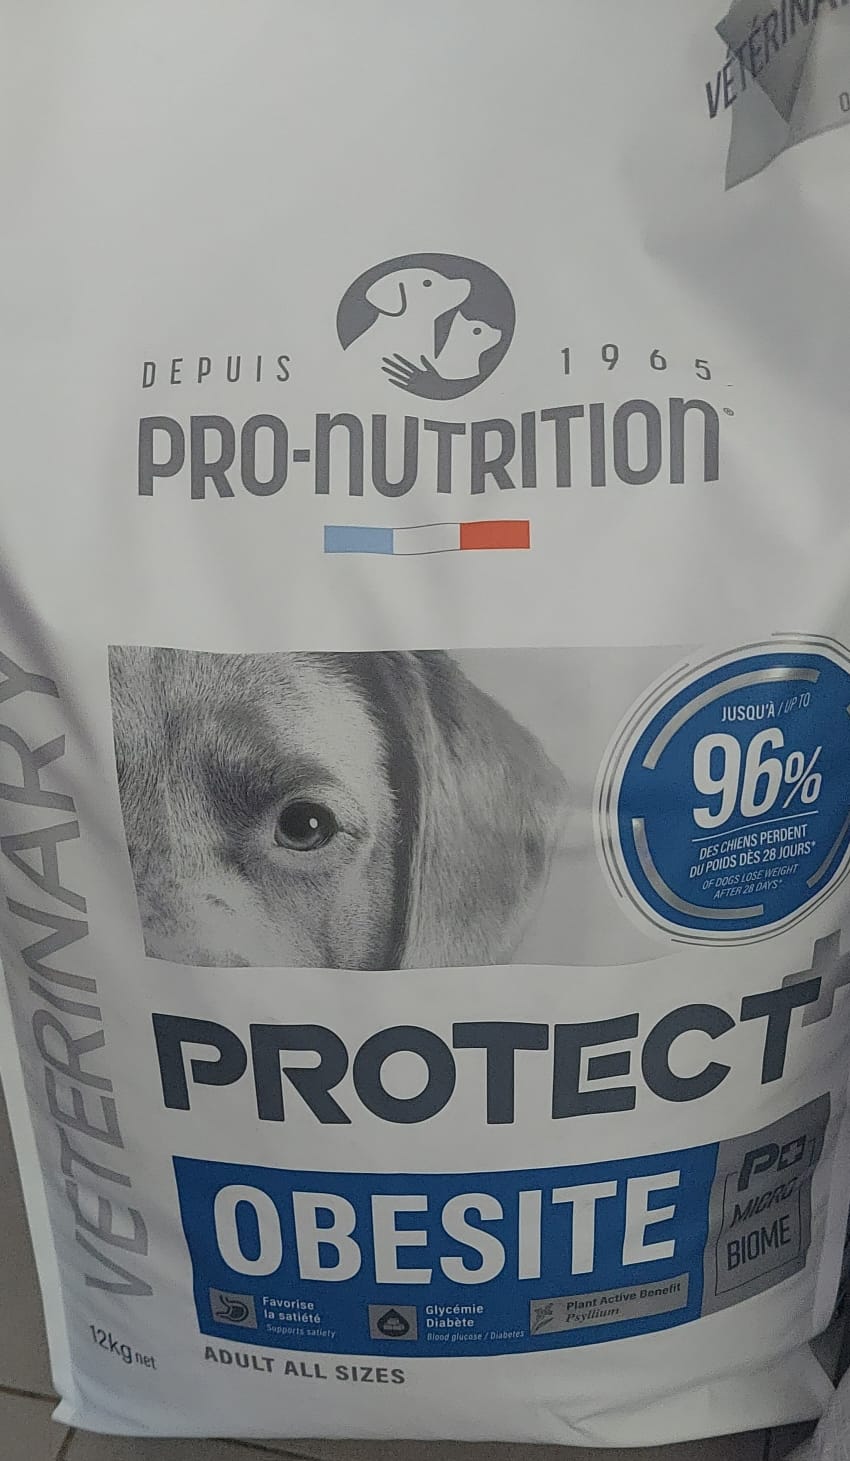 VÉTÉRINA
DEPUIS 1965
PRO-NUTRITION®
JUSQU'À / UP TO
96%
DES CHIENS PERDENT
DU POIDS DÈS 28 JOURS*
OF DOGS LOSE WEIGHT
AFTER 28 DAYS*
VETERINARY
PROTECT+
OBESITE
P+
MICRO
BIOME
Favorise
la satiété
Supports satiety
Glycémie
Diabète
Blood glucose / Diabetes
Plant Active Benefit
Psyllium
12kg net
ADULT ALL SIZES